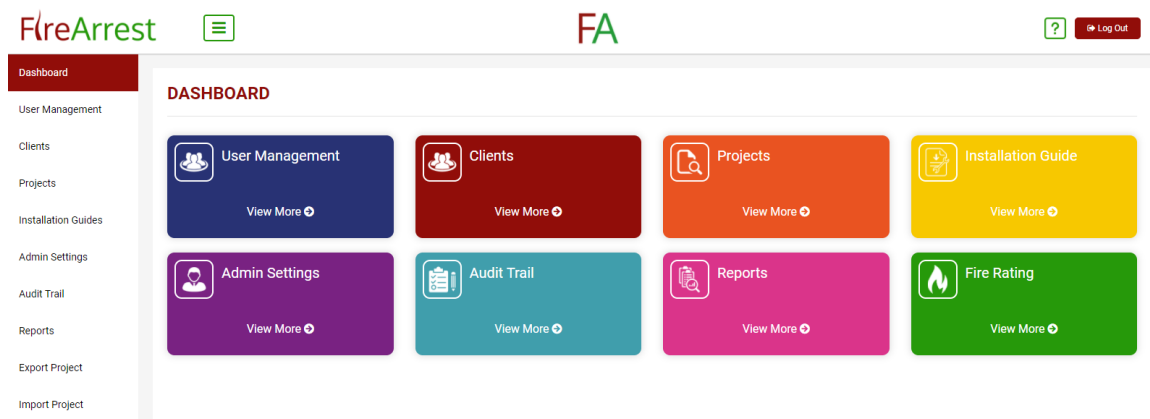 FireArrest
FA
?
Log Out
Dashboard
User Management
Clients
Projects
Installation Guides
Admin Settings
Audit Trail
Reports
Export Project
Import Project
DASHBOARD
User Management
View More
Clients
View More
Projects
View More
Installation Guide
View More
Admin Settings
View More
Audit Trail
View More
Reports
View More
Fire Rating
View More